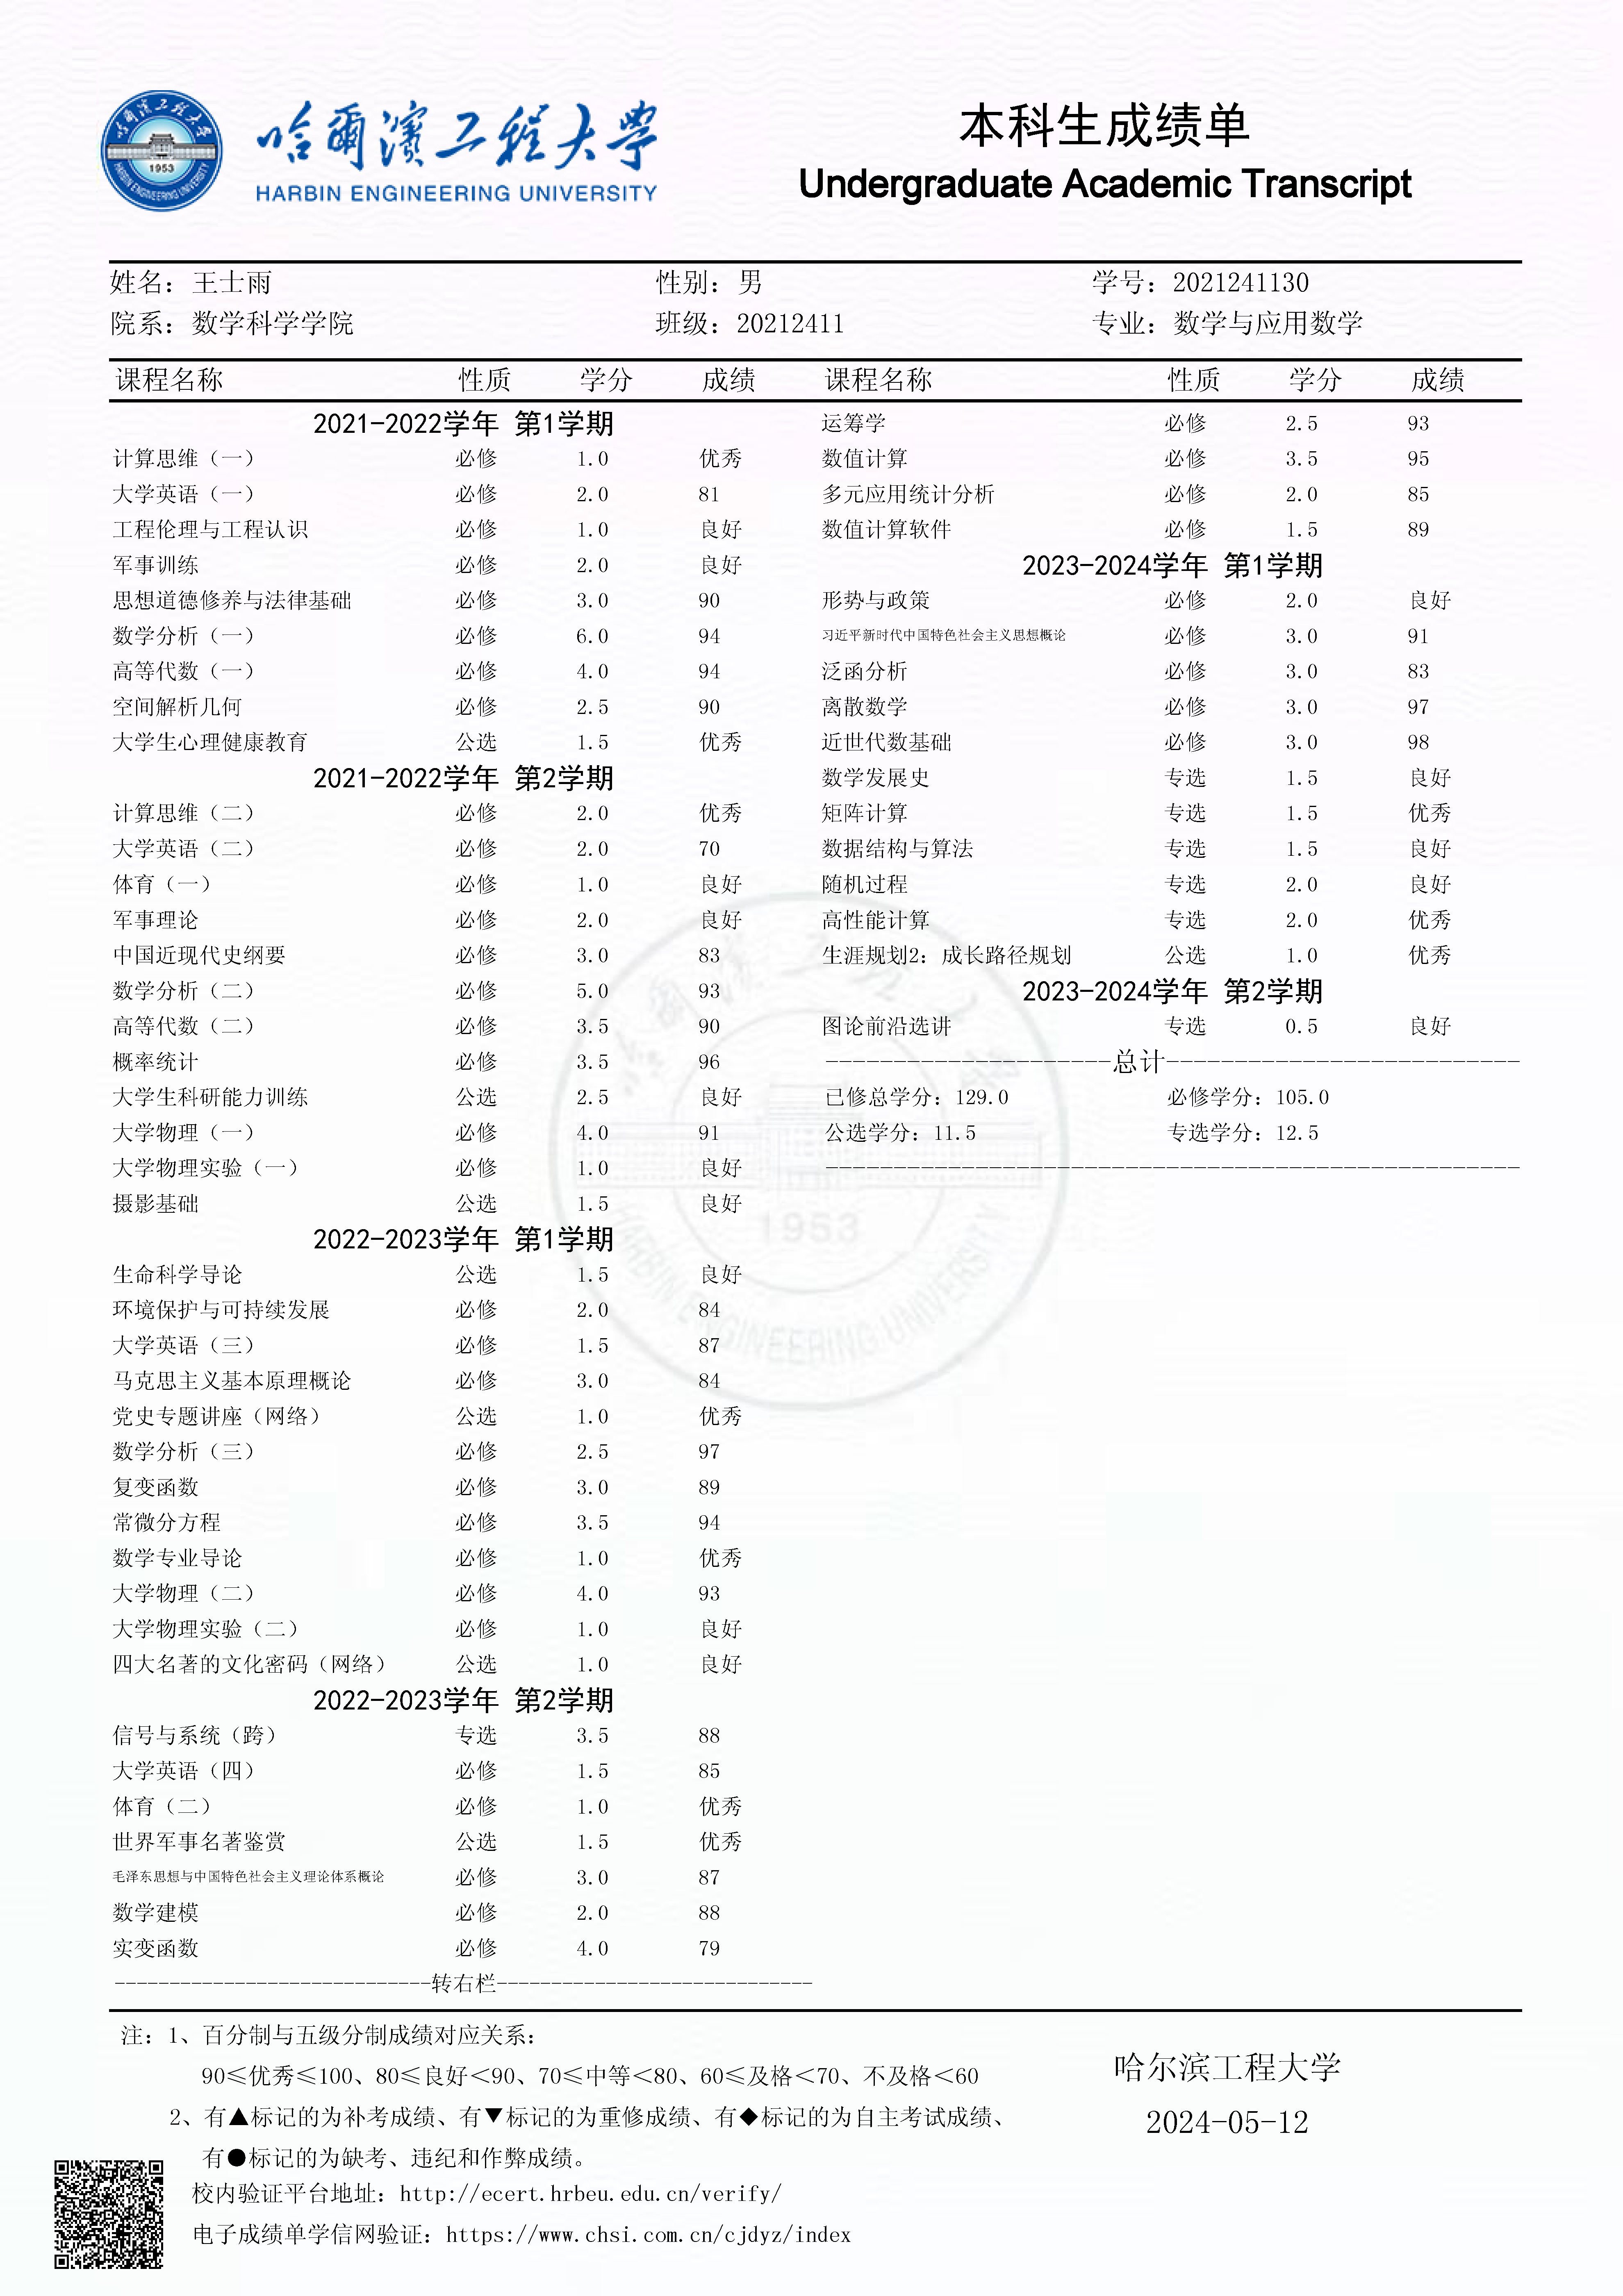 哈爾濱工程大學
HARBIN ENGINEERING UNIVERSITY
1953
本科生成绩单
Undergraduate Academic Transcript
姓名：王士雨 性别：男 学号：2021241130
院系：数学科学学院 班级：20212411 专业：数学与应用数学
课程名称 性质 学分 成绩 课程名称 性质 学分 成绩
2021-2022学年 第1学期
计算思维（一） 必修 1.0 优秀
大学英语（一） 必修 2.0 81
工程伦理与工程认识 必修 1.0 良好
军事训练 必修 2.0 良好
思想道德修养与法律基础 必修 3.0 90
数学分析（一） 必修 6.0 94
高等代数（一） 必修 4.0 94
空间解析几何 必修 2.5 90
大学生心理健康教育 公选 1.5 优秀
2021-2022学年 第2学期
计算思维（二） 必修 2.0 优秀
大学英语（二） 必修 2.0 70
体育（一） 必修 1.0 良好
军事理论 必修 2.0 良好
中国近现代史纲要 必修 3.0 83
数学分析（二） 必修 5.0 93
高等代数（二） 必修 3.5 90
概率统计 必修 3.5 96
大学生科研能力训练 公选 2.5 良好
大学物理（一） 必修 4.0 91
大学物理实验（一） 必修 1.0 良好
摄影基础 公选 1.5 良好
2022-2023学年 第1学期
生命科学导论 公选 1.5 良好
环境保护与可持续发展 必修 2.0 84
大学英语（三） 必修 1.5 87
马克思主义基本原理概论 必修 3.0 84
党史专题讲座（网络） 公选 1.0 优秀
数学分析（三） 必修 2.5 97
复变函数 必修 3.0 89
常微分方程 必修 3.5 94
数学专业导论 必修 1.0 优秀
大学物理（二） 必修 4.0 93
大学物理实验（二） 必修 1.0 良好
四大名著的文化密码（网络） 公选 1.0 良好
2022-2023学年 第2学期
信号与系统（跨） 专选 3.5 88
大学英语（四） 必修 1.5 85
体育（二） 必修 1.0 优秀
世界军事名著鉴赏 公选 1.5 优秀
毛泽东思想与中国特色社会主义理论体系概论 必修 3.0 87
数学建模 必修 2.0 88
实变函数 必修 4.0 79
-----------------------------转右栏-----------------------------
运筹学 必修 2.5 93
数值计算 必修 3.5 95
多元应用统计分析 必修 2.0 85
数值计算软件 必修 1.5 89
2023-2024学年 第1学期
形势与政策 必修 2.0 良好
习近平新时代中国特色社会主义思想概论 必修 3.0 91
泛函分析 必修 3.0 83
离散数学 必修 3.0 97
近世代数基础 必修 3.0 98
数学发展史 专选 1.5 良好
矩阵计算 专选 1.5 优秀
数据结构与算法 专选 1.5 良好
随机过程 专选 2.0 良好
高性能计算 专选 2.0 优秀
生涯规划2：成长路径规划 公选 1.0 优秀
2023-2024学年 第2学期
图论前沿选讲 专选 0.5 良好
---------------------总计--------------------------
已修总学分：129.0 必修学分：105.0
公选学分：11.5 专选学分：12.5
哈爾濱工程大學
1953
HARBIN ENGINEERING UNIVERSITY
注：1、百分制与五级分制成绩对应关系：
90≤优秀≤100、80≤良好＜90、70≤中等＜80、60≤及格＜70、不及格＜60
2、有▲标记的为补考成绩、有▼标记的为重修成绩、有◆标记的为自主考试成绩、
有●标记的为缺考、违纪和作弊成绩。
校内验证平台地址：http://ecert.hrbeu.edu.cn/verify/
电子成绩单学信网验证：https://www.chsi.com.cn/cjdyz/index
哈尔滨工程大学
2024-05-12